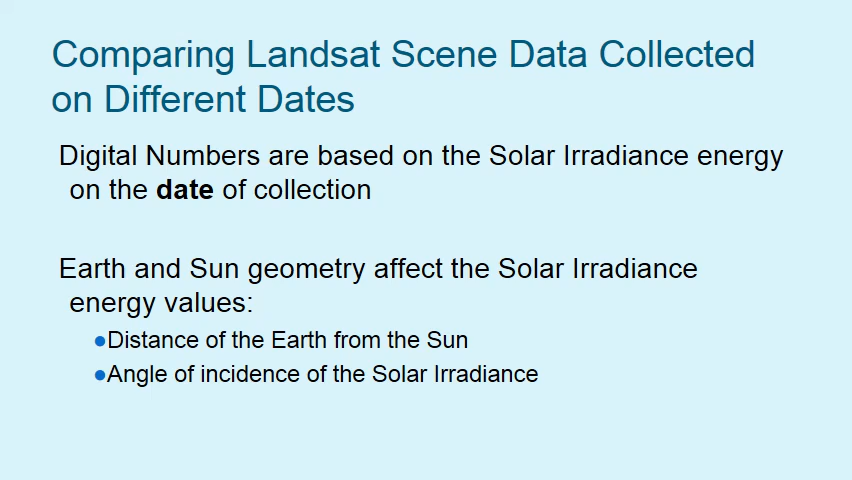 Comparing Landsat Scene Data Collected
on Different Dates
Digital Numbers are based on the Solar Irradiance energy
on the date of collection
Earth and Sun geometry affect the Solar Irradiance
energy values:
●Distance of the Earth from the Sun
●Angle of incidence of the Solar Irradiance